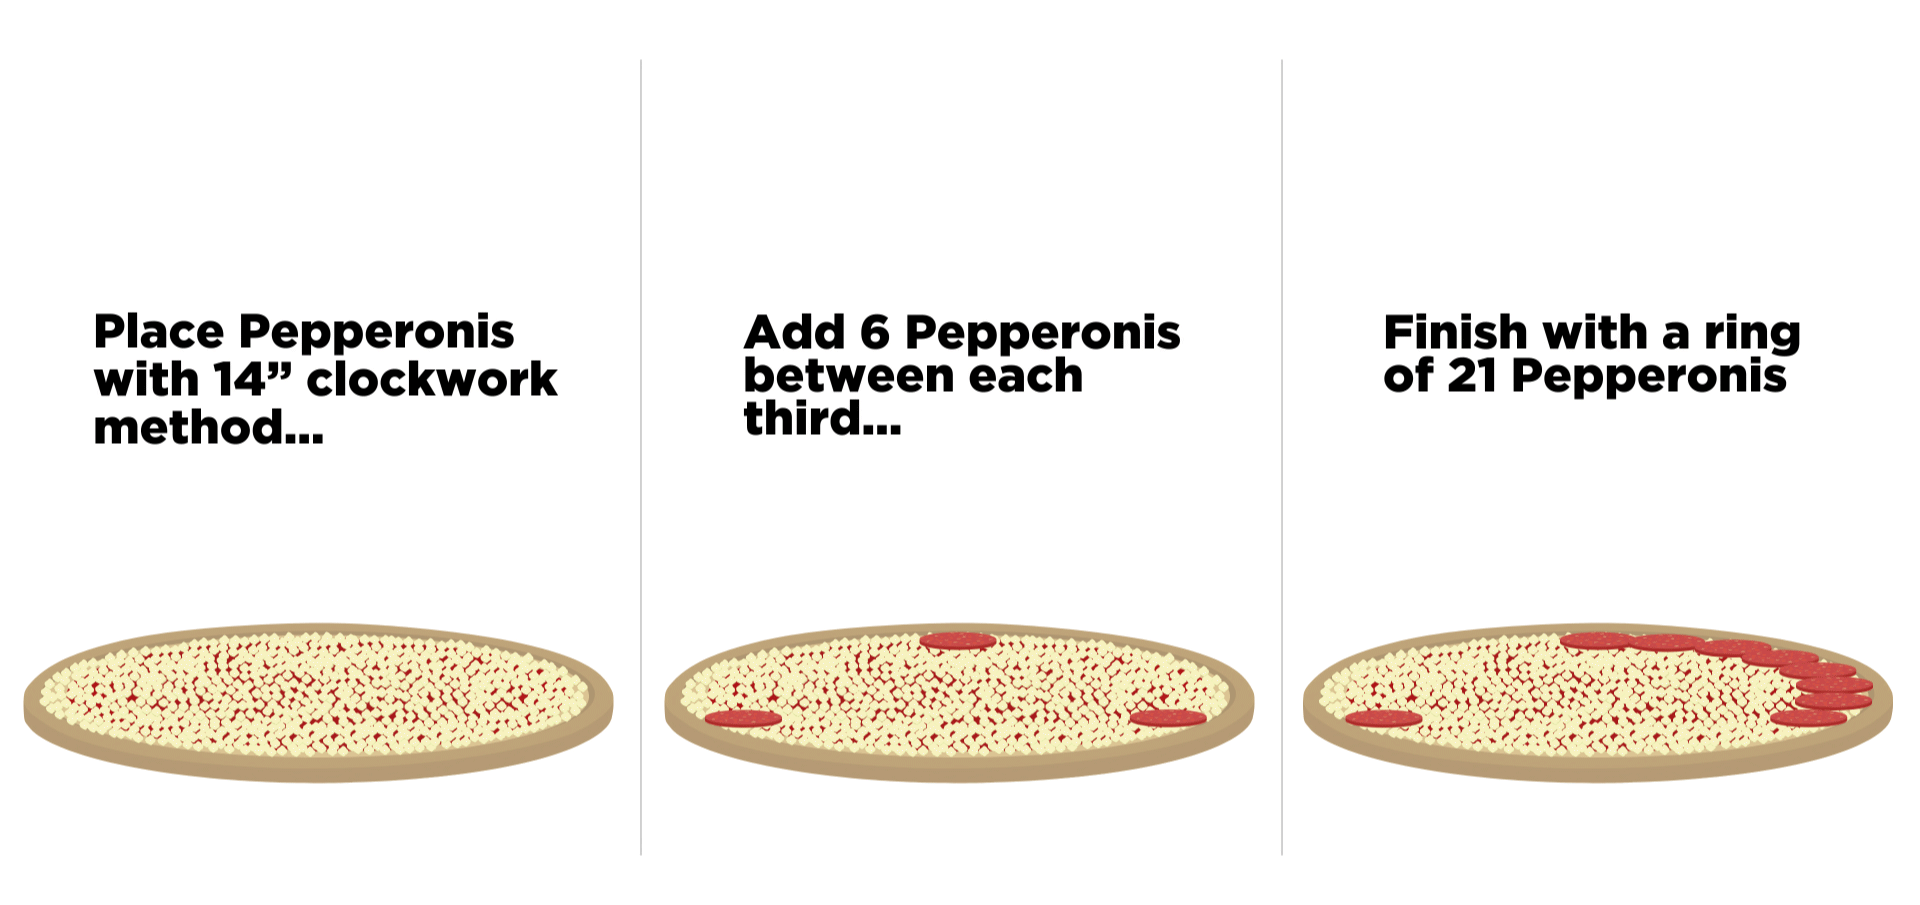 Place Pepperonis
with 14” clockwork
method...
Add 6 Pepperonis
between each
third...
Finish with a ring
of 21 Pepperonis